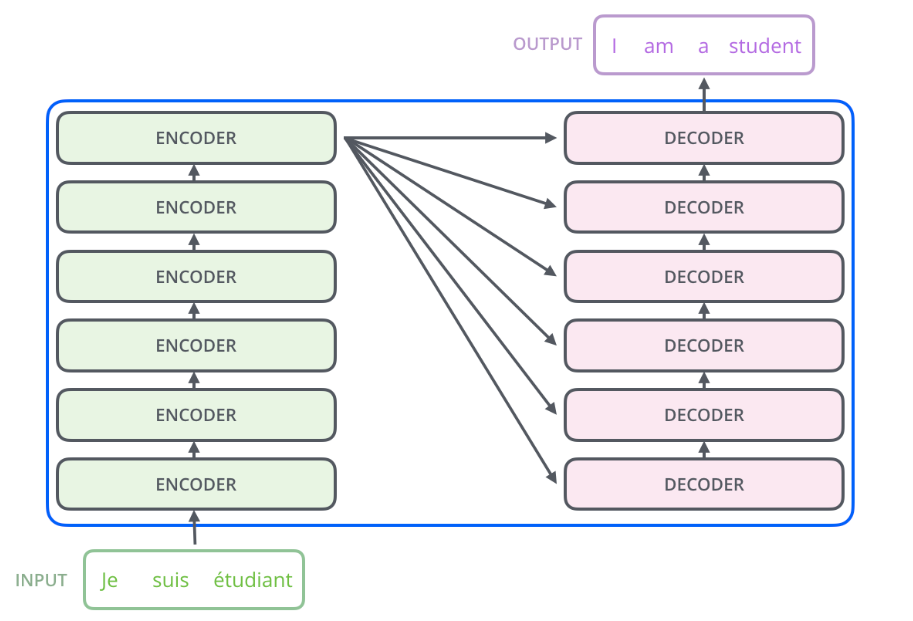 OUTPUT
I am a student
ENCODER
DECODER
ENCODER
DECODER
ENCODER
DECODER
ENCODER
DECODER
ENCODER
DECODER
ENCODER
DECODER
INPUT
Je suis étudiant